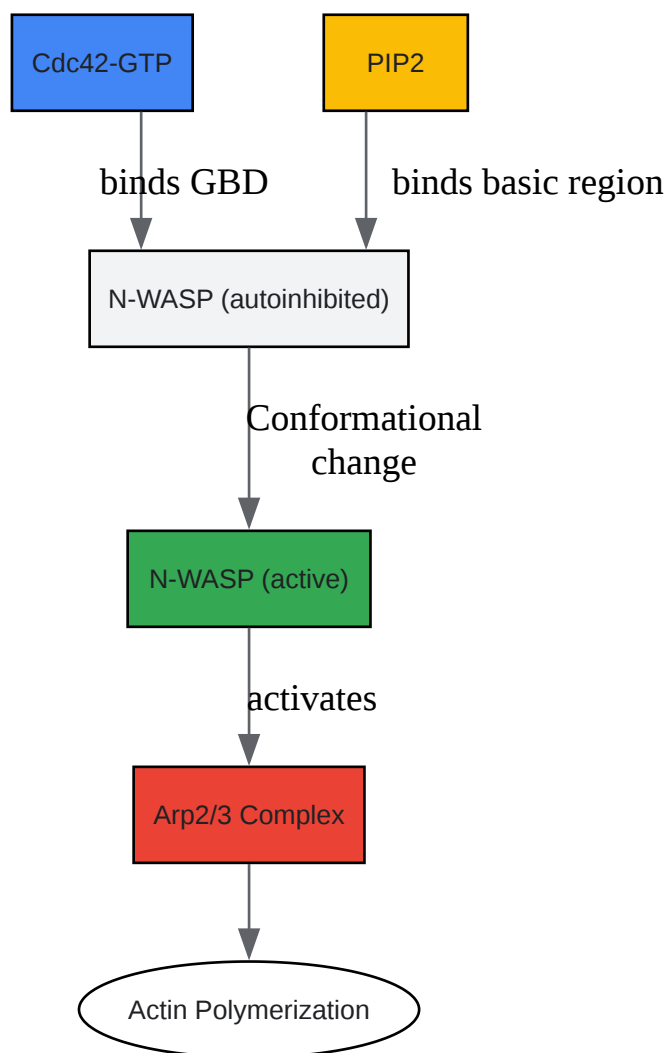 Cdc42-GTP
PIP2
binds GBD
binds basic region
N-WASP (autoinhibited)
Conformational
change
N-WASP (active)
activates
Arp2/3 Complex
Actin Polymerization